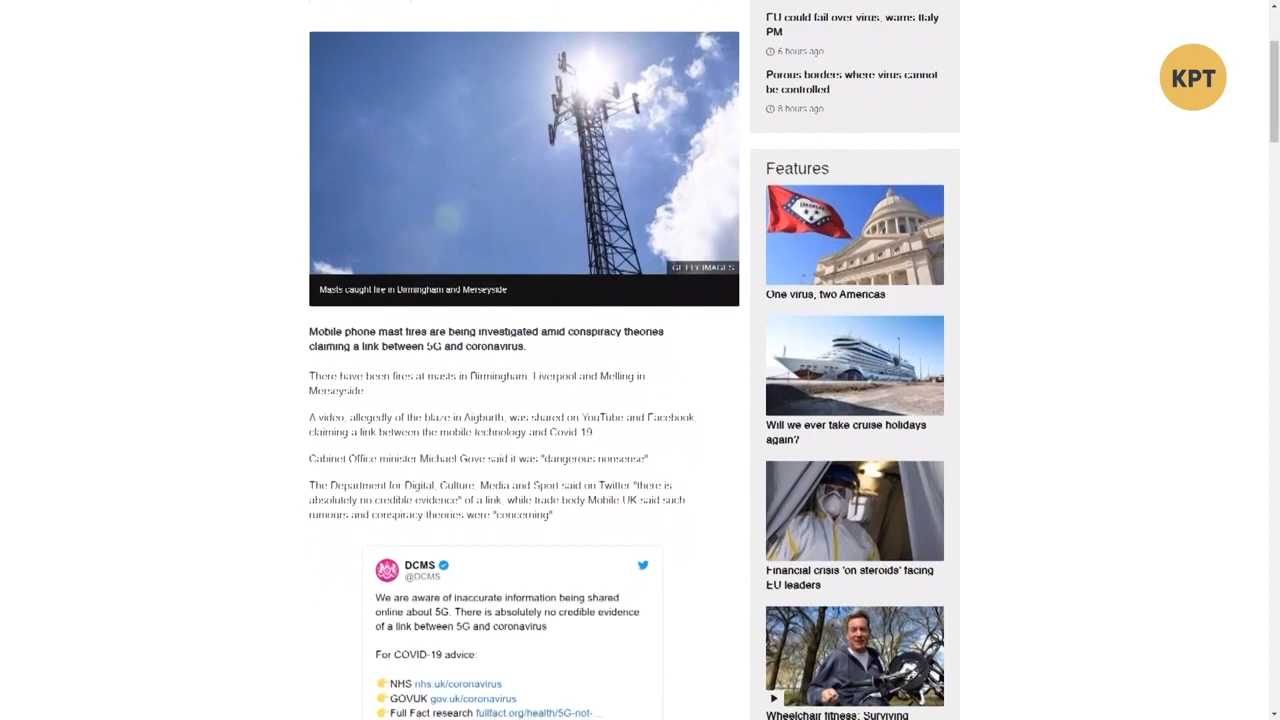 EU could fail over virus, warns Italy
PM
6 hours ago
Porous borders where virus cannot
be controlled
8 hours ago
KPT
GETTY IMAGES
Masts caught fire in Birmingham and Merseyside
Mobile phone mast fires are being investigated amid conspiracy theories
claiming a link between 5G and coronavirus.
There have been fires at masts in Birmingham, Liverpool and Melling in
Merseyside.
A video, allegedly of the blaze in Aigburth, was shared on YouTube and Facebook,
claiming a link between the mobile technology and Covid-19.
Cabinet Office minister Michael Gove said it was "dangerous nonsense".
The Department for Digital, Culture, Media and Sport said on Twitter "there is
absolutely no credible evidence" of a link, while trade body Mobile UK said such
rumours and conspiracy theories were "concerning".
DCMS
@DCMS
We are aware of inaccurate information being shared
online about 5G. There is absolutely no credible evidence
of a link between 5G and coronavirus
For COVID-19 advice:
👉NHS nhs.uk/coronavirus
👉GOVUK gov.uk/coronavirus
👉Full Fact research fullfact.org/health/5G-not-...
Features
ARKANSAS
One virus, two Americas
Will we ever take cruise holidays
again?
Financial crisis 'on steroids' facing
EU leaders
Wheelchair fitness: Surviving